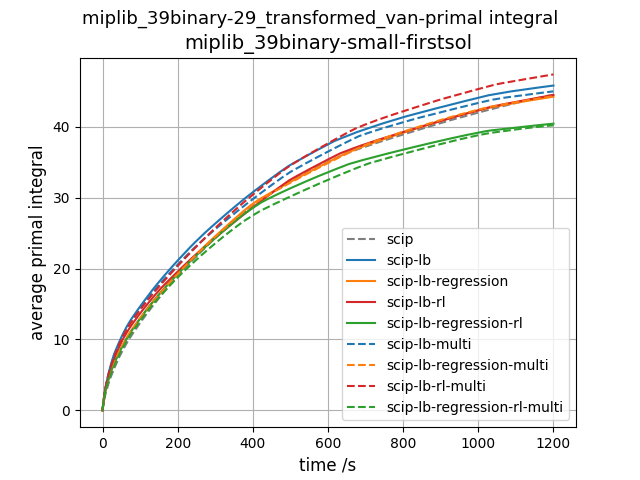 miplib_39binary-29_transformed_van-primal integral
miplib_39binary-small-firstsol
average primal integral
40
30
20
10
0
scip
scip-lb
scip-lb-regression
scip-lb-rl
scip-lb-regression-rl
scip-lb-multi
scip-lb-regression-multi
scip-lb-rl-multi
scip-lb-regression-rl-multi
0 200 400 600 800 1000 1200
time /s